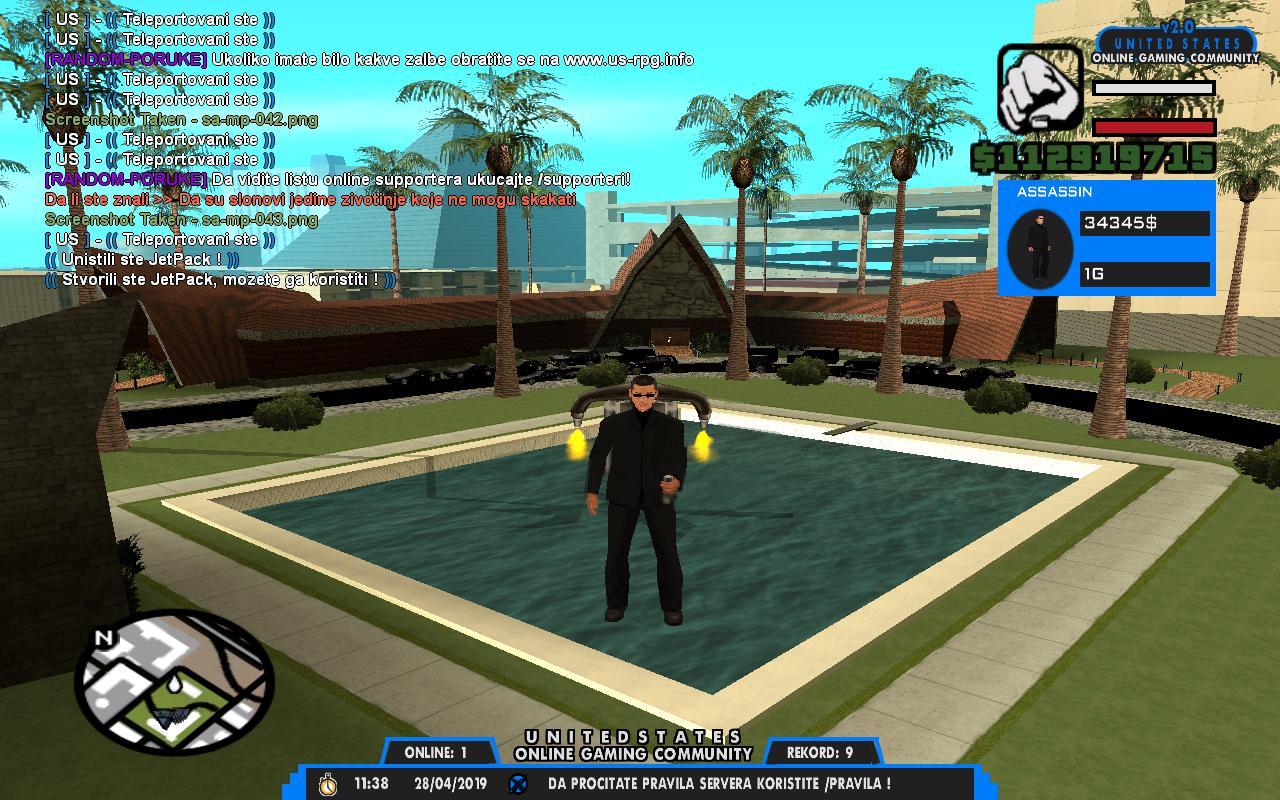 [ US ] - (( Teleportovani ste ))
[ US ] - (( Teleportovani ste ))
[RANDOM-PORUKE] Ukoliko imate bilo kakve zalbe obratite se na www.us-rpg.info
[ US ] - (( Teleportovani ste ))
[ US ] - (( Teleportovani ste ))
Screenshot Taken - sa-mp-042.png
[ US ] - (( Teleportovani ste ))
[ US ] - (( Teleportovani ste ))
[RANDOM-PORUKE] Da vidite listu online supportera ukucajte /supporteri!
Da li ste znali >> Da su slonovi jedine zivotinje koje ne mogu skakati
Screenshot Taken - sa-mp-043.png
[ US ] - (( Teleportovani ste ))
(( Unistili ste JetPack ! ))
(( Stvorili ste JetPack, mozete ga koristiti ! ))
v2.0
UNITED STATES
ONLINE GAMING COMMUNITY
$112919715
ASSASSIN
34345$
1G
N
UNITEDSTATES
ONLINE GAMING COMMUNITY
ONLINE: 1
REKORD: 9
11:38 28/04/2019 DA PROCITATE PRAVILA SERVERA KORISTITE /PRAVILA !